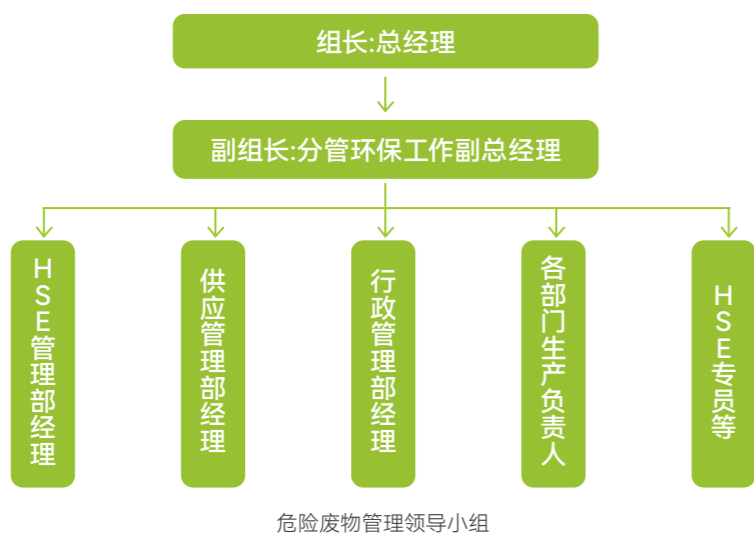 组长:总经理
副组长:分管环保工作副总经理
HSE管理部经理
供应管理部经理
行政管理部经理
各部门生产负责人
HSE专员等
危险废物管理领导小组